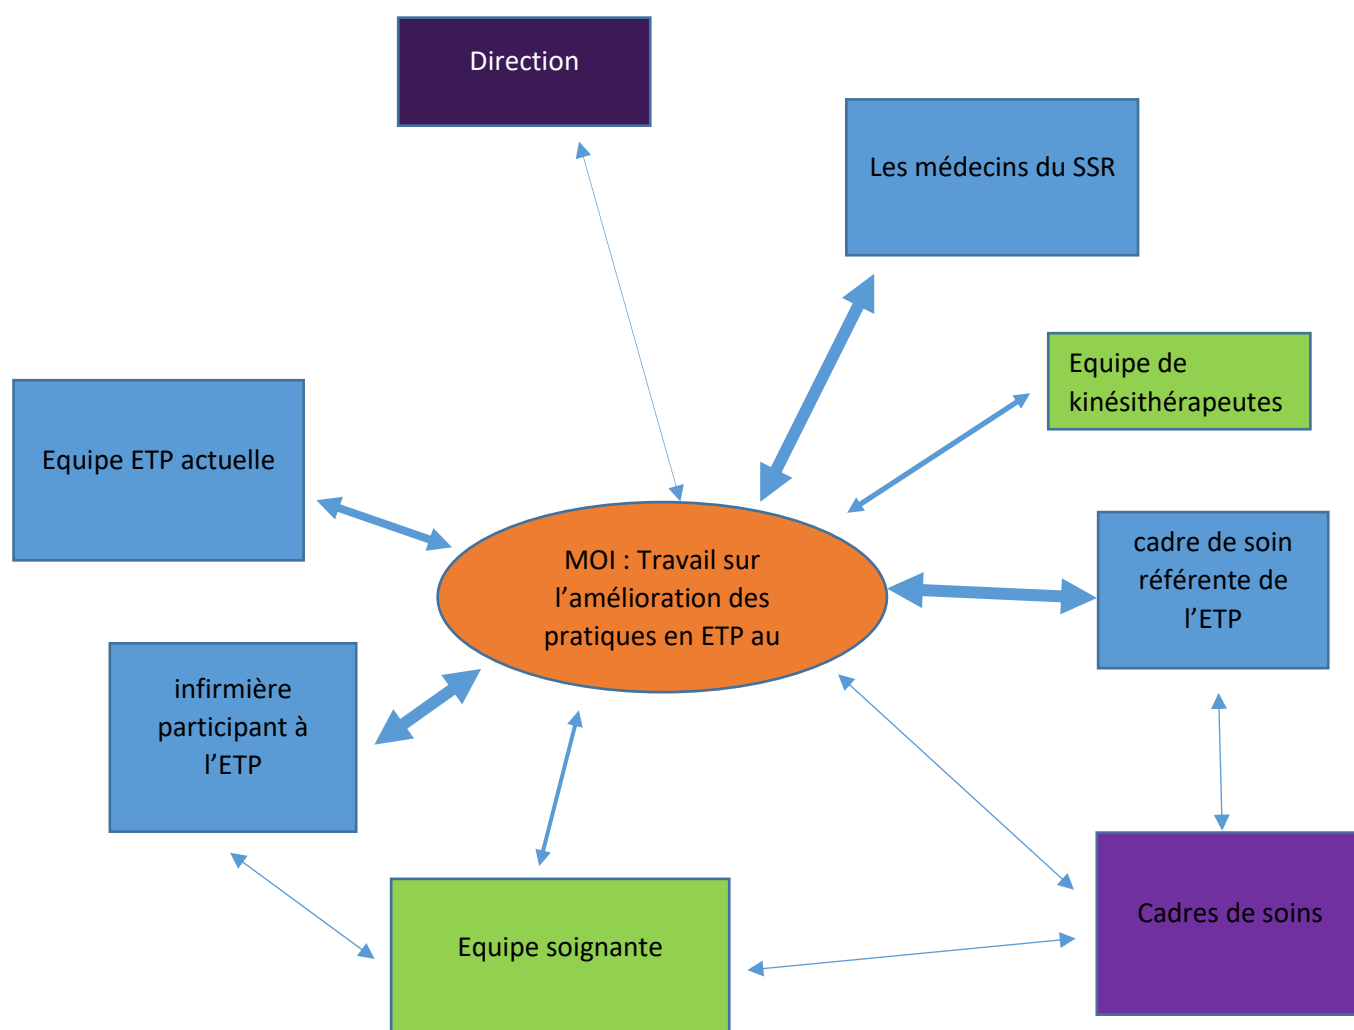 Direction
Les médecins du SSR
Equipe de
kinésithérapeutes
Equipe ETP actuelle
cadre de soin
référente de
l’ETP
MOI : Travail sur
l’amélioration des
pratiques en ETP au
infirmière
participant à
l’ETP
Cadres de soins
Equipe soignante